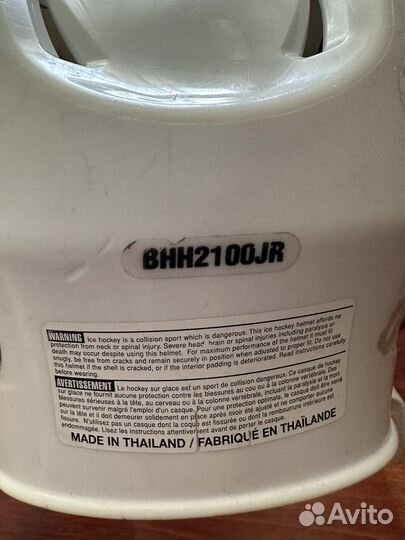 BHH2100JR
WARNING Ice hockey is a collision sport which is dangerous. This ice hockey helmet affords no
protection from neck or spinal injury. Severe head, brain or spinal injuries including paralysis or
death may occur despite using this helmet. For maximum performance of the helmet it must fit
snugly, be free from cracks and remain securely in position when adjusted to proper fit. Do not use
this helmet if the shell is cracked, or if the interior padding is deteriorated. Read instructions carefully
before wearing.
AVERTISSEMENT Le hockey sur glace est un sport de collision dangereux. Ce casque de hockey
sur glace ne fournit aucune protection contre les blessures au cou ou à la colonne vertébrale. Des
blessures sérieuses à la tête, au cerveau ou à la colonne vertébrale, incluant la paralysie et la mort
peuvent survenir malgré l'emploi d'un casque. Pour une protection optimale, le casque doit être serré
sur la tête et il doit demeurer solidement en place après avoir été ajusté et ne comporter aucune
fissure. N'utilisez pas un casque dont la coque est fissurée ou dont le rembourrage intérieur est
endommagé. Lisez les instructions attentivement avant de porter le casque.
MADE IN THAILAND / FABRIQUÉ EN THAÏLANDE
Avito